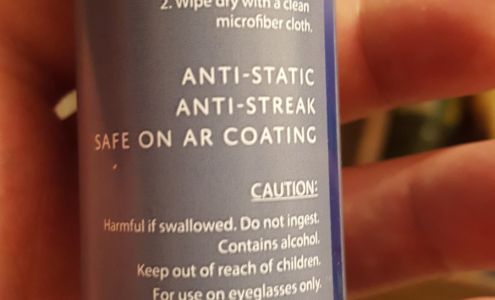 2. Wipe dry with a clean
microfiber cloth.
ANTI-STATIC
ANTI-STREAK
SAFE ON AR COATING
CAUTION:
Harmful if swallowed. Do not ingest.
Contains alcohol.
Keep out of reach of children.
For use on eyeglasses only.